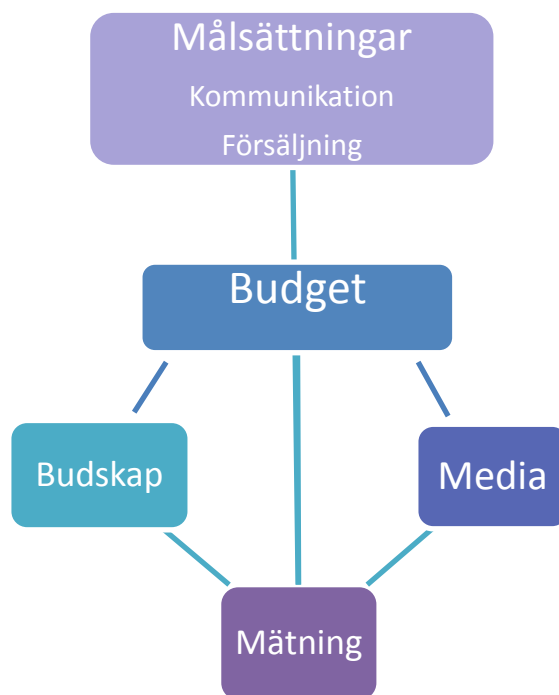 Målsättningar
Kommunikation
Försäljning
Budget
Budskap
Media
Mätning